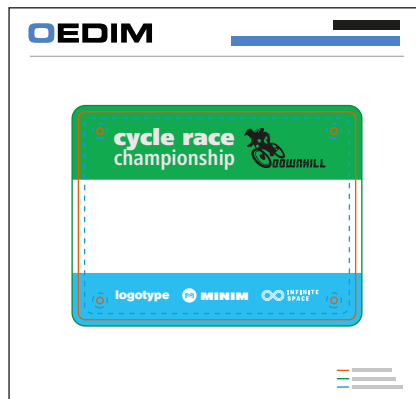 OEDIM
cycle race
championship
DOWNHILL
logotype
MINIM
INFINITE
SPACE